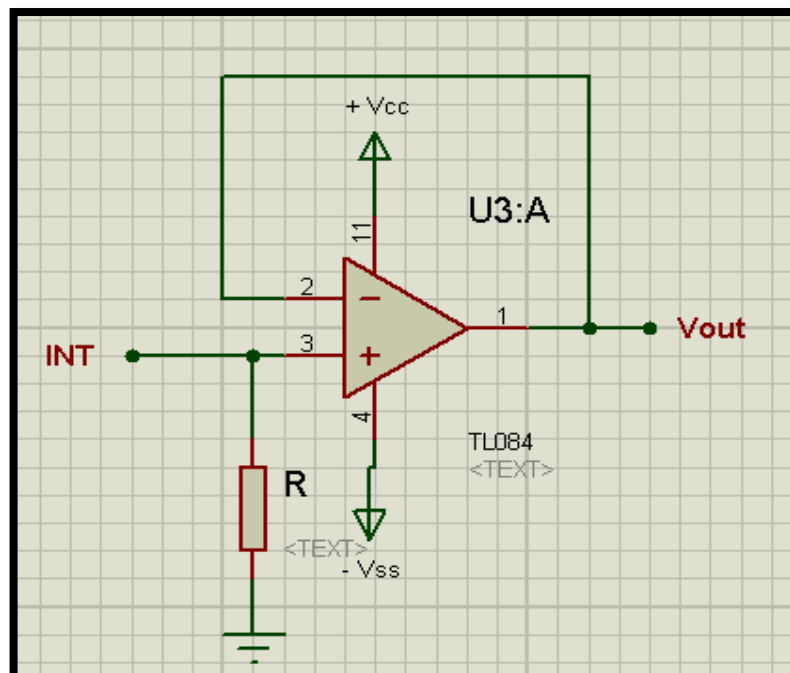 + Vcc
U3:A
11
2
−
1
Vout
INT
3
+
4
TL084
<TEXT>
R
<TEXT>
- Vss